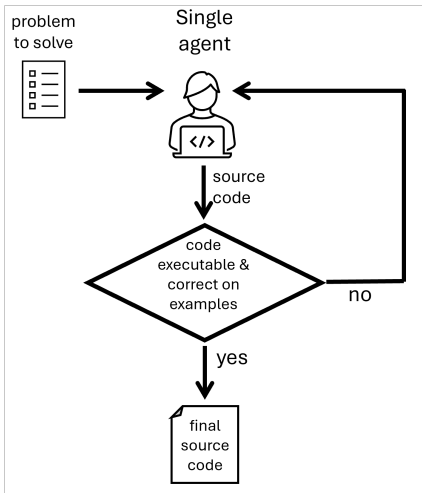 problem
to solve
Single
agent
</>
source
code
code
executable &
correct on
examples
no
yes
final
source
code